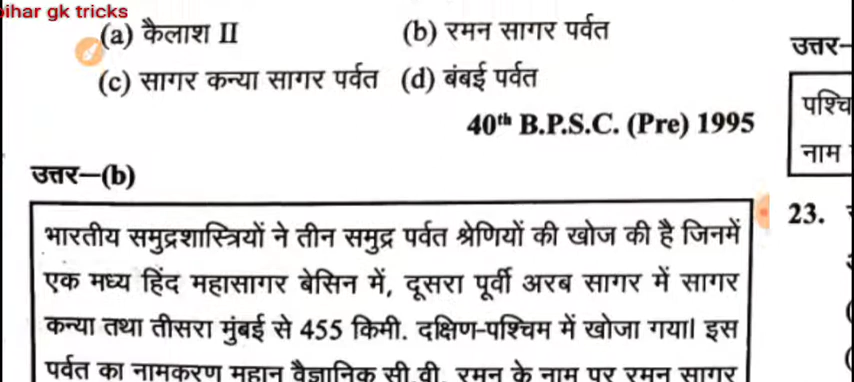 bihar gk tricks
(a) कैलाश II (b) रमन सागर पर्वत
(c) सागर कन्या सागर पर्वत (d) बंबई पर्वत
40th B.P.S.C. (Pre) 1995
उत्तर—(b)
भारतीय समुद्रशास्त्रियों ने तीन समुद्र पर्वत श्रेणियों की खोज की है जिनमें
एक मध्य हिंद महासागर बेसिन में, दूसरा पूर्वी अरब सागर में सागर
कन्या तथा तीसरा मुंबई से 455 किमी. दक्षिण-पश्चिम में खोजा गया। इस
पर्वत का नामकरण महान वैज्ञानिक सी.वी. रमन के नाम पर रमन सागर
उत्तर–
पश्चि
नाम
23.